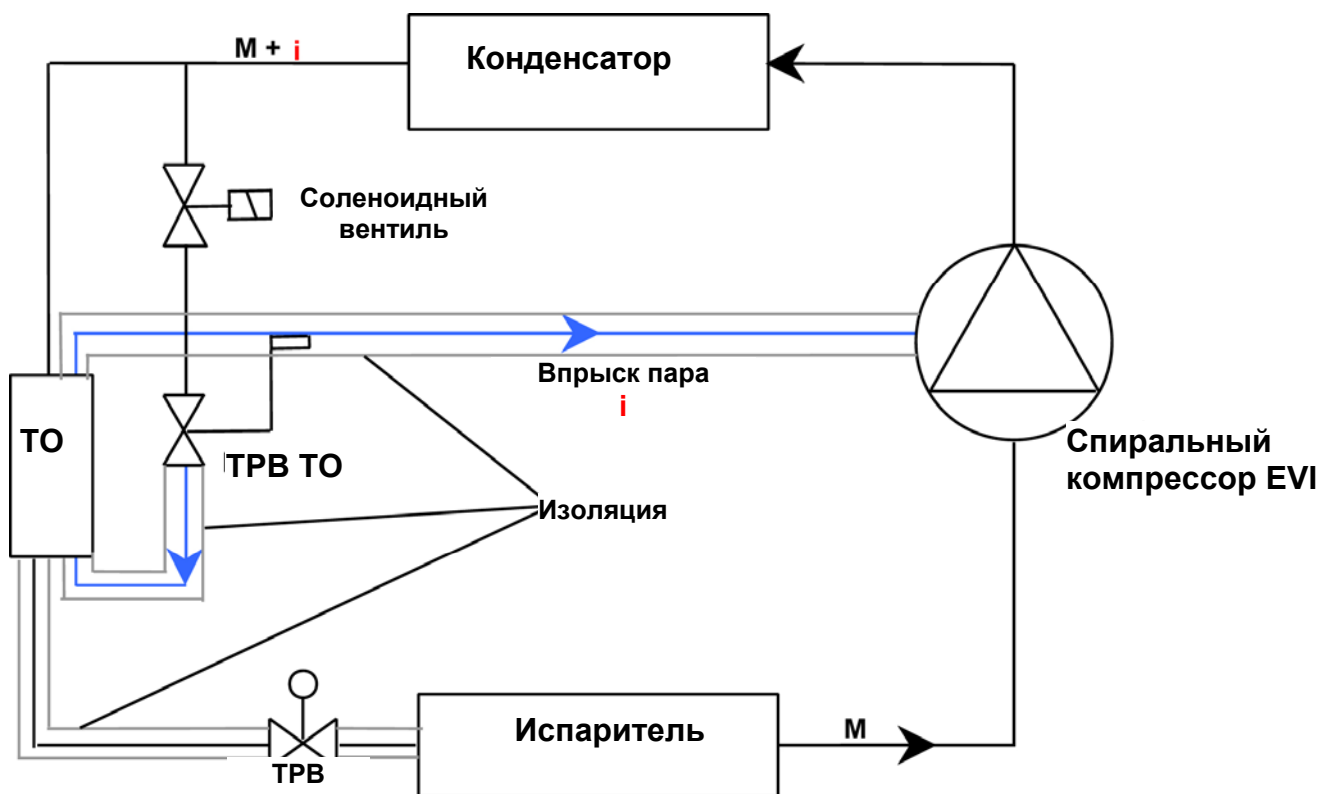 M + i
Конденсатор
Соленоидный
вентиль
Впрыск пара
i
ТО
ТРВ ТО
Спиральный
компрессор EVI
Изоляция
Испаритель
M
ТРВ